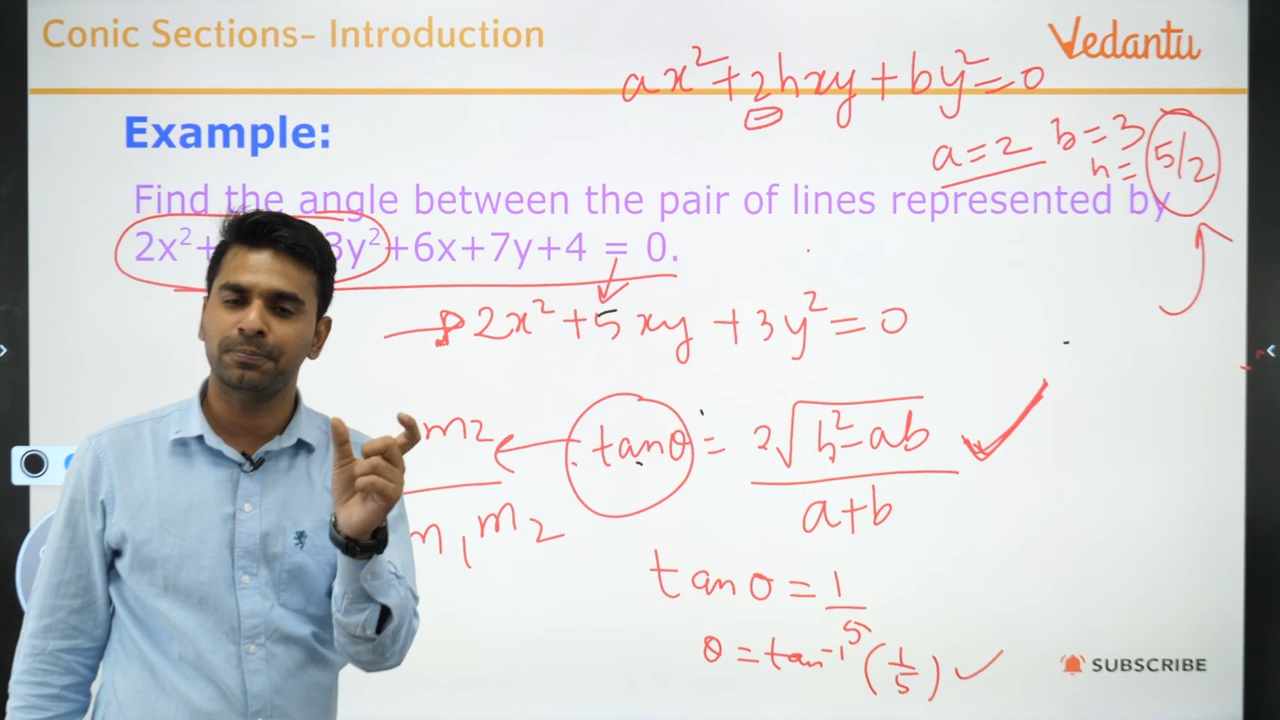 Conic Sections- Introduction
Vedantu
ax²+2hxy+by²=0
Example:
a=2 b=3
h= 5/2
Find the angle between the pair of lines represented by
2x²+ 3y²+6x+7y+4 = 0.
2x²+5xy+3y²=0
m2 ← tanθ = 2√h²-ab
m₁m2 a+b
tanθ = 1/5
θ = tan⁻¹(1/5)
SUBSCRIBE